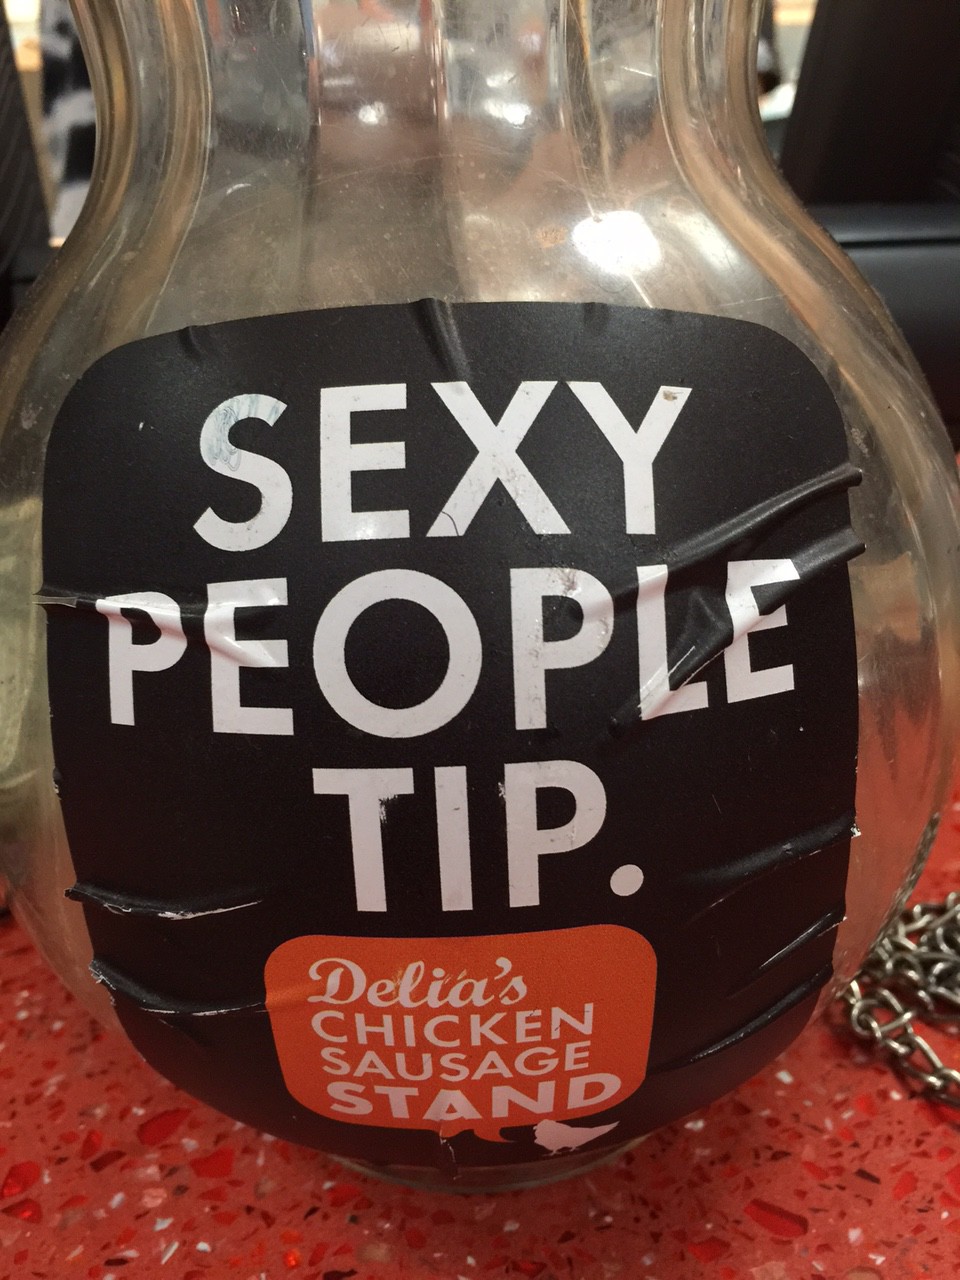 SEXY
PEOPLE
TIP.
Delia's
CHICKEN
SAUSAGE
STAND